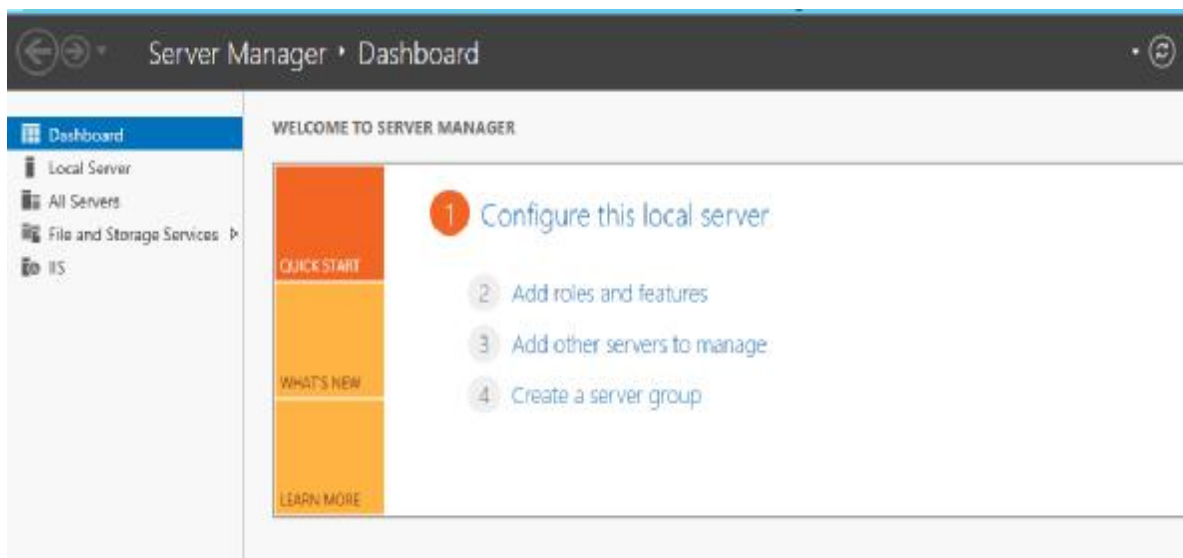 Server Manager • Dashboard
Dashboard
Local Server
All Servers
File and Storage Services
IIS
WELCOME TO SERVER MANAGER
QUICK START
WHAT'S NEW
LEARN MORE
1 Configure this local server
2 Add roles and features
3 Add other servers to manage
4 Create a server group